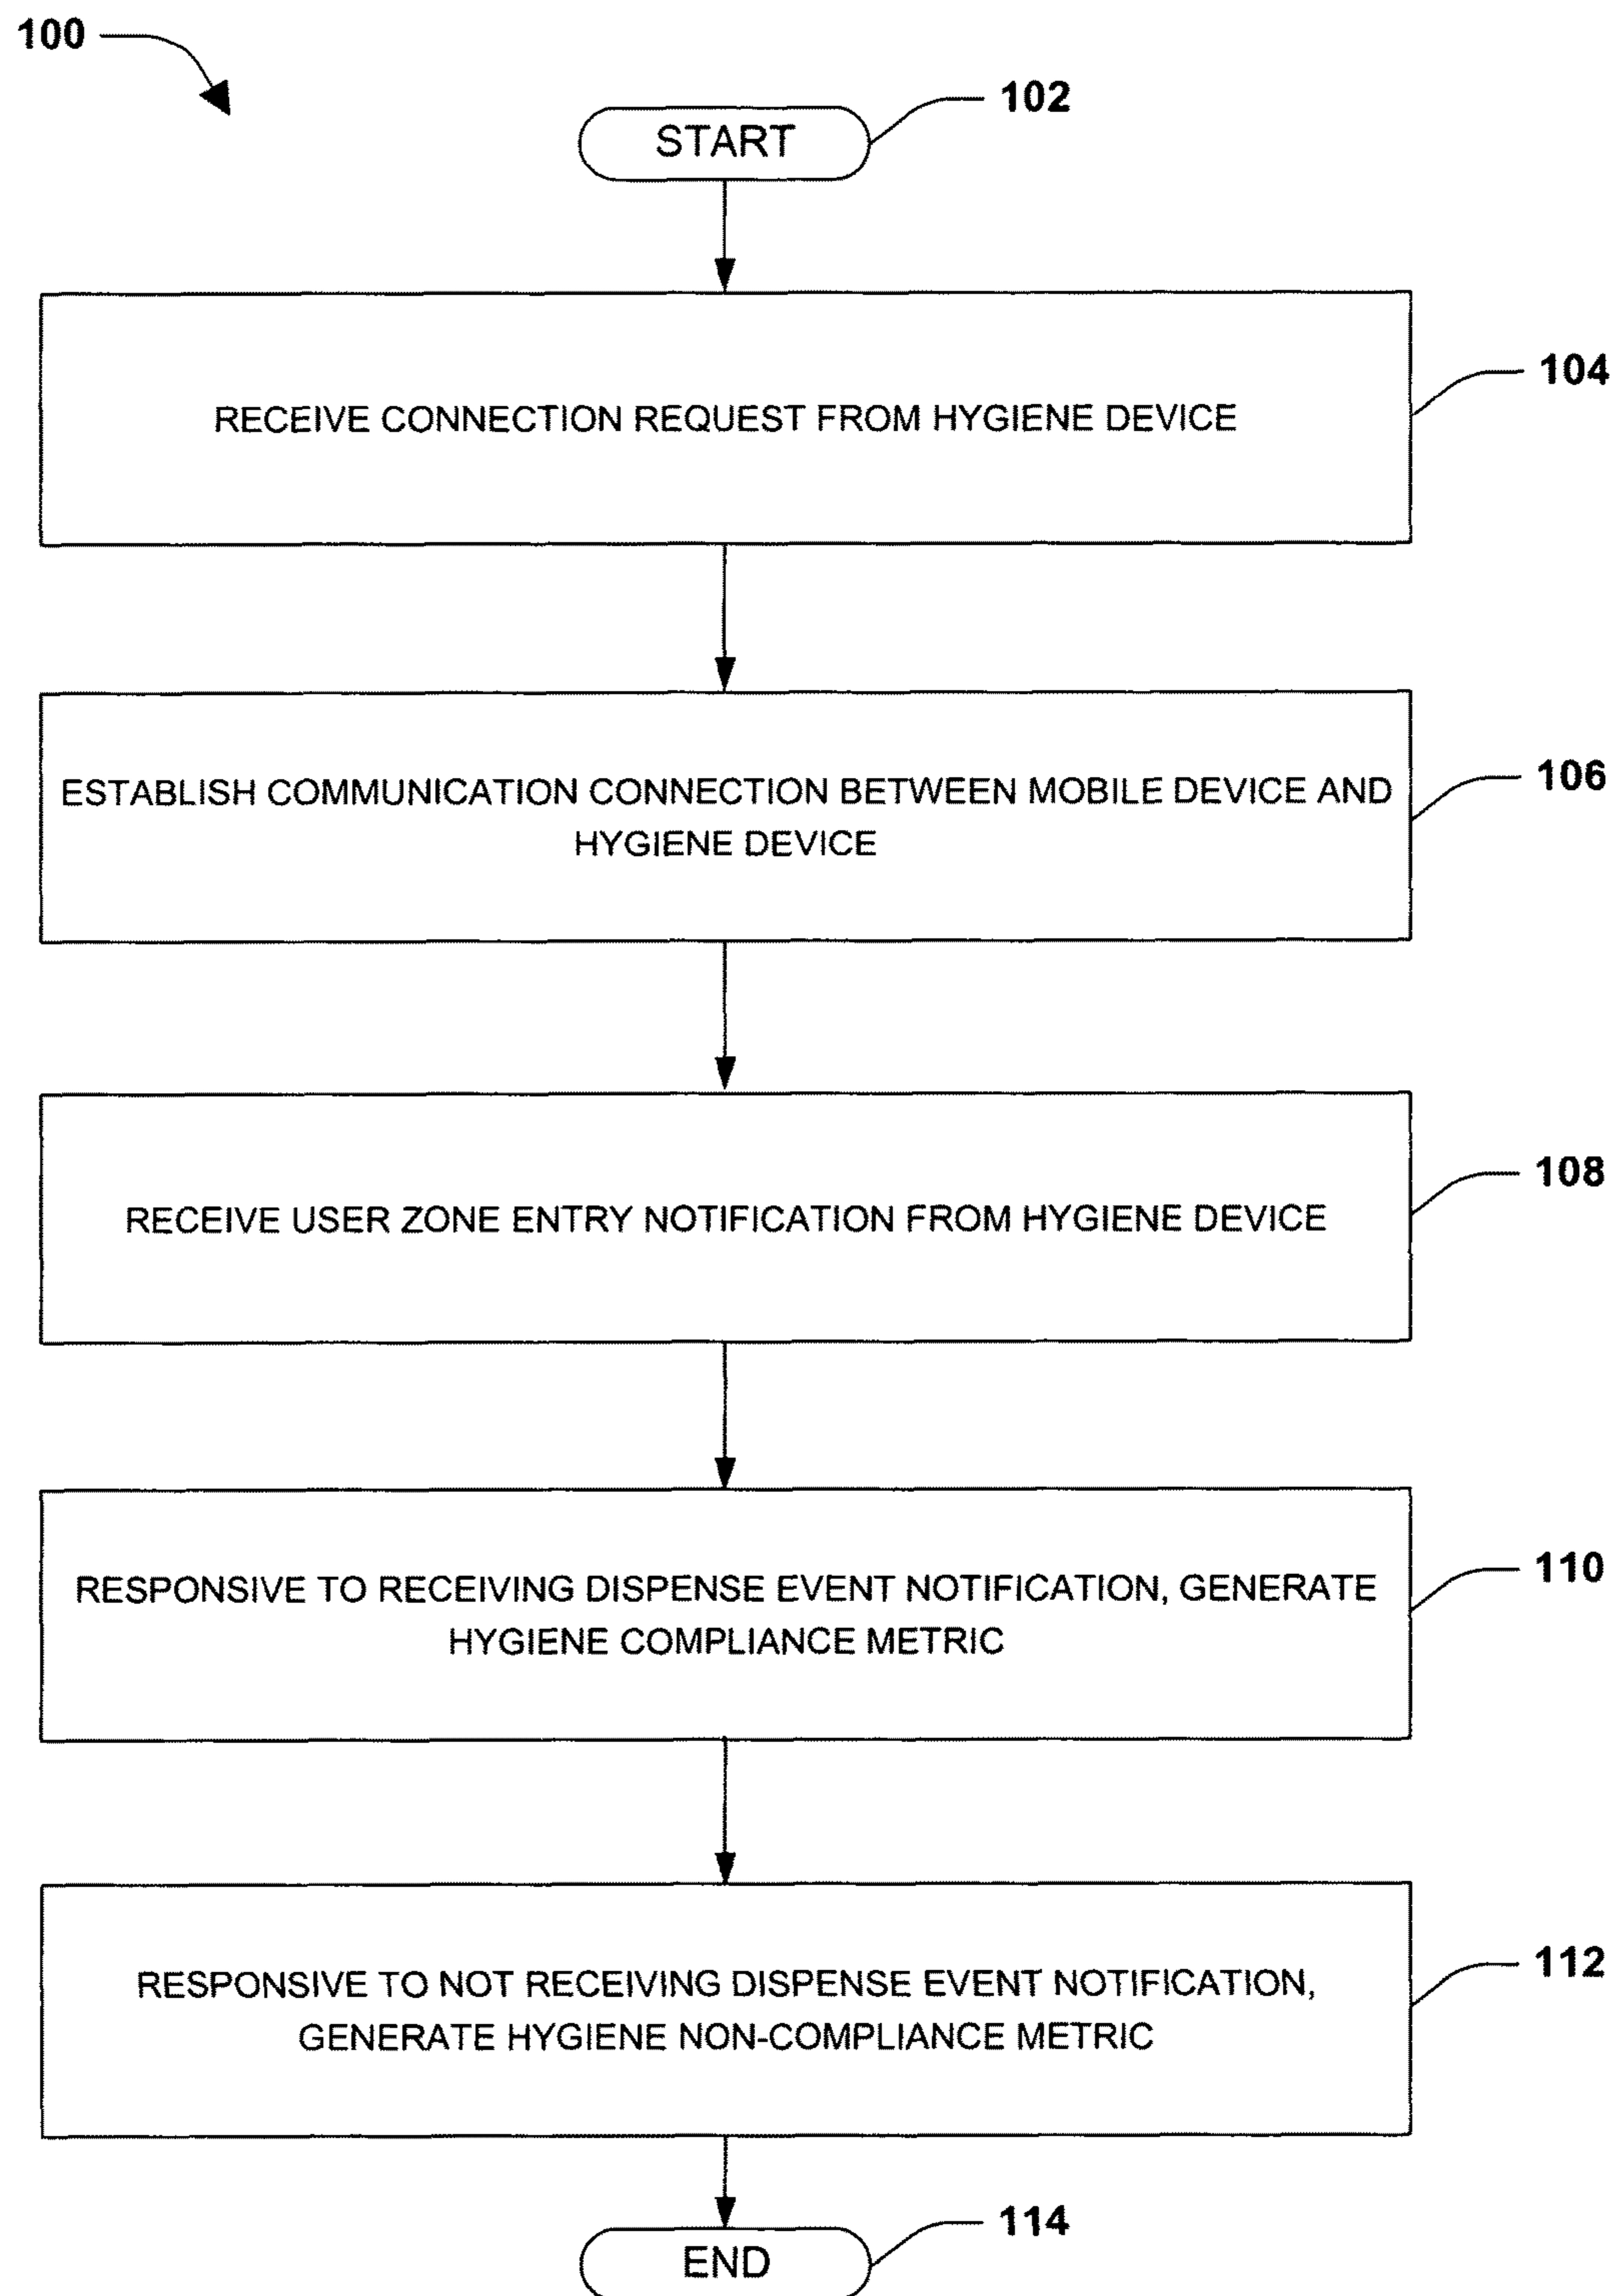 100
102
START
104
RECEIVE CONNECTION REQUEST FROM HYGIENE DEVICE
106
ESTABLISH COMMUNICATION CONNECTION BETWEEN MOBILE DEVICE AND
HYGIENE DEVICE
108
RECEIVE USER ZONE ENTRY NOTIFICATION FROM HYGIENE DEVICE
110
RESPONSIVE TO RECEIVING DISPENSE EVENT NOTIFICATION, GENERATE
HYGIENE COMPLIANCE METRIC
112
RESPONSIVE TO NOT RECEIVING DISPENSE EVENT NOTIFICATION,
GENERATE HYGIENE NON-COMPLIANCE METRIC
114
END